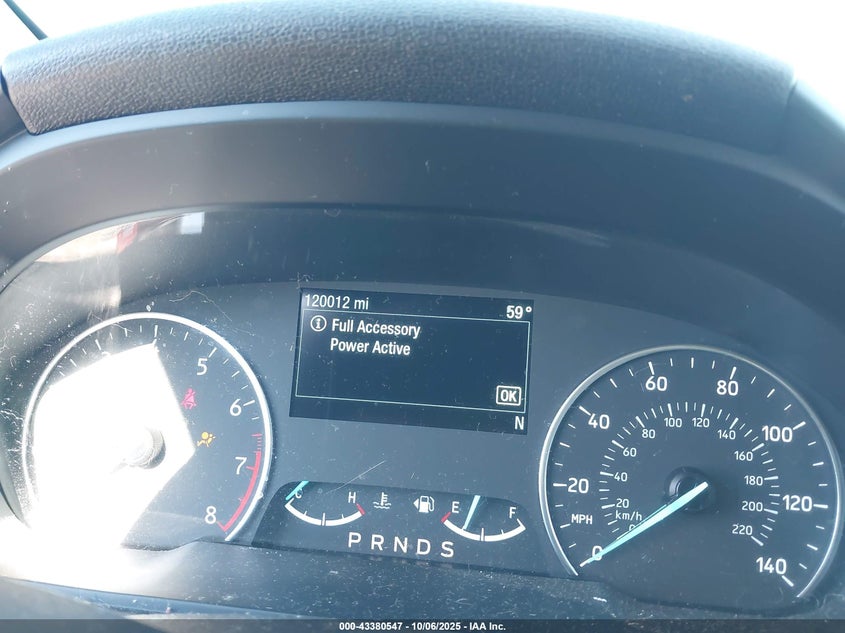 120012 mi 59°
Full Accessory
Power Active
OK
N
5
6
7
8
C H
E F
P R N D S
0 20 40 60 80 100 120 140
MPH
20 40 60 80 100 120 140 160 180 200 220
km/h
000-43380547 - 10/06/2025 - IAA Inc.